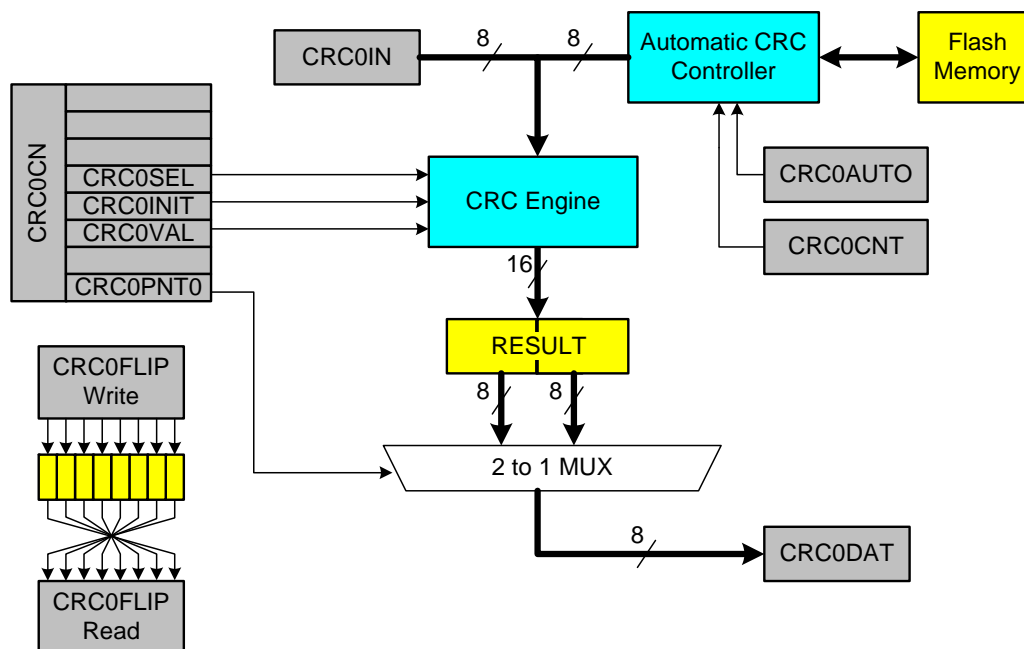 CRC0IN
8
8
Automatic CRC
Controller
Flash
Memory
CRC0CN
CRC0SEL
CRC0INIT
CRC0VAL
CRC0PNT0
CRC Engine
CRC0AUTO
CRC0CNT
16
RESULT
8
8
2 to 1 MUX
8
CRC0DAT
CRC0FLIP
Write
CRC0FLIP
Read